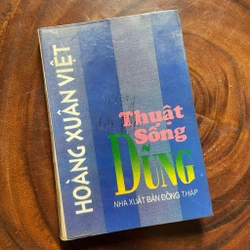 HOÀNG XUÂN VIỆT
Thuật
Sống
DŨNG
NHÀ XUẤT BẢN ĐỒNG THÁP